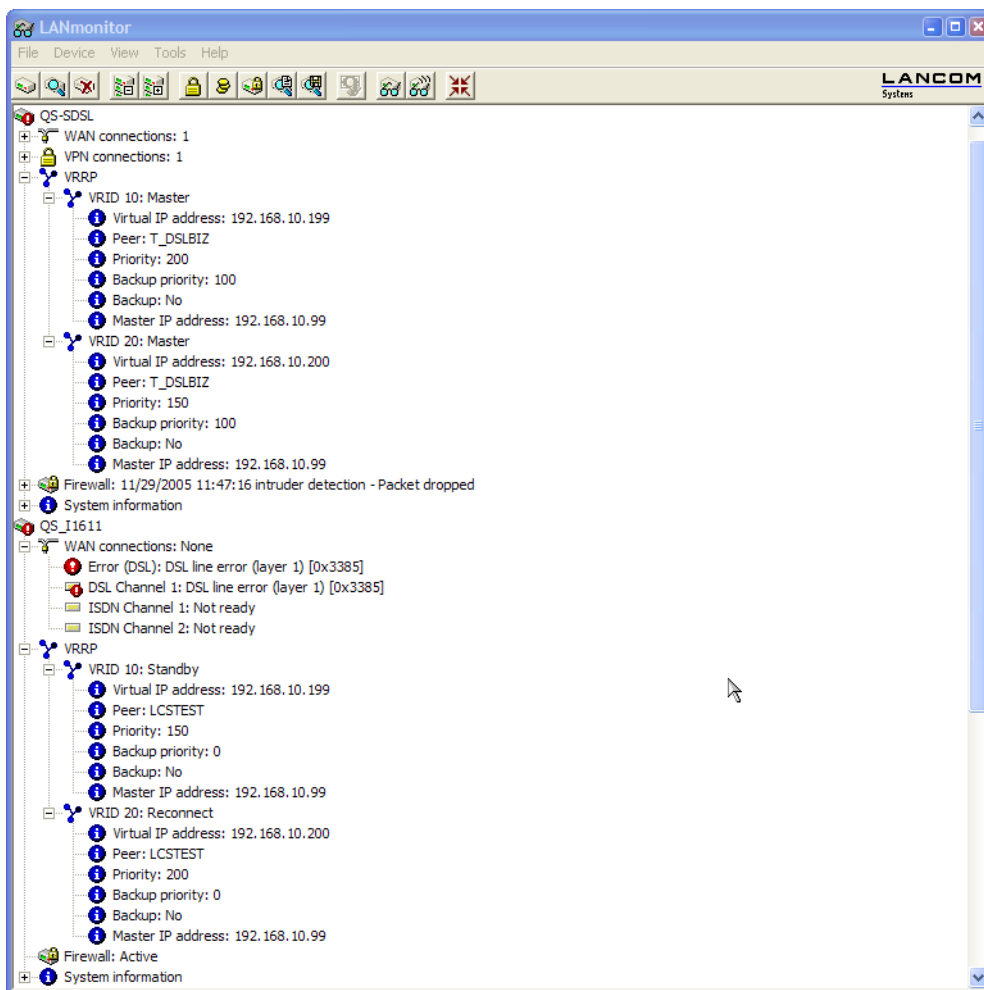 LANmonitor
File Device View Tools Help
LANCOM
Systems
QS-SDSL
WAN connections: 1
VPN connections: 1
VRRP
VRID 10: Master
Virtual IP address: 192.168.10.199
Peer: T_DSLBIZ
Priority: 200
Backup priority: 100
Backup: No
Master IP address: 192.168.10.99
VRID 20: Master
Virtual IP address: 192.168.10.200
Peer: T_DSLBIZ
Priority: 150
Backup priority: 100
Backup: No
Master IP address: 192.168.10.99
Firewall: 11/29/2005 11:47:16 intruder detection - Packet dropped
System information
QS_I1611
WAN connections: None
Error (DSL): DSL line error (layer 1) [0x3385]
DSL Channel 1: DSL line error (layer 1) [0x3385]
ISDN Channel 1: Not ready
ISDN Channel 2: Not ready
VRRP
VRID 10: Standby
Virtual IP address: 192.168.10.199
Peer: LCSTEST
Priority: 150
Backup priority: 0
Backup: No
Master IP address: 192.168.10.99
VRID 20: Reconnect
Virtual IP address: 192.168.10.200
Peer: LCSTEST
Priority: 200
Backup priority: 0
Backup: No
Master IP address: 192.168.10.99
Firewall: Active
System information